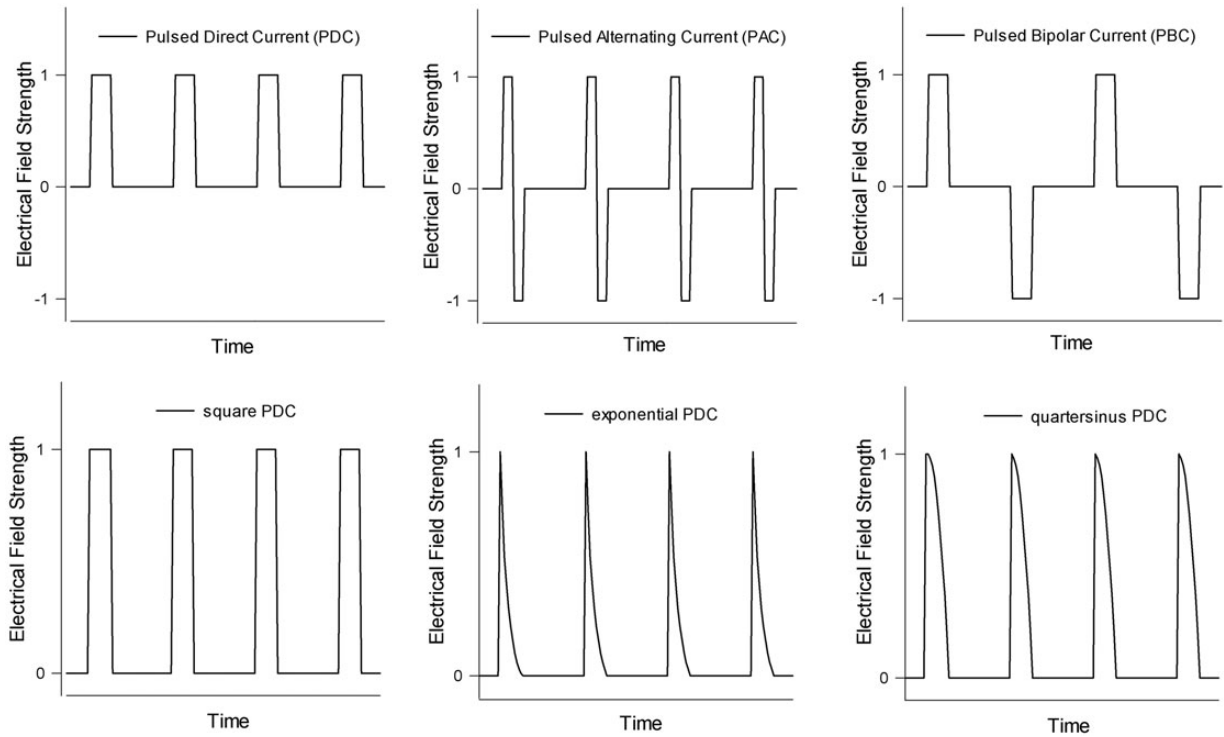 Pulsed Direct Current (PDC)
1
0
-1
Electrical Field Strength
Time
Pulsed Alternating Current (PAC)
1
0
-1
Electrical Field Strength
Time
Pulsed Bipolar Current (PBC)
1
0
-1
Electrical Field Strength
Time
square PDC
1
0
Electrical Field Strength
Time
exponential PDC
1
0
Electrical Field Strength
Time
quartersinus PDC
1
0
Electrical Field Strength
Time